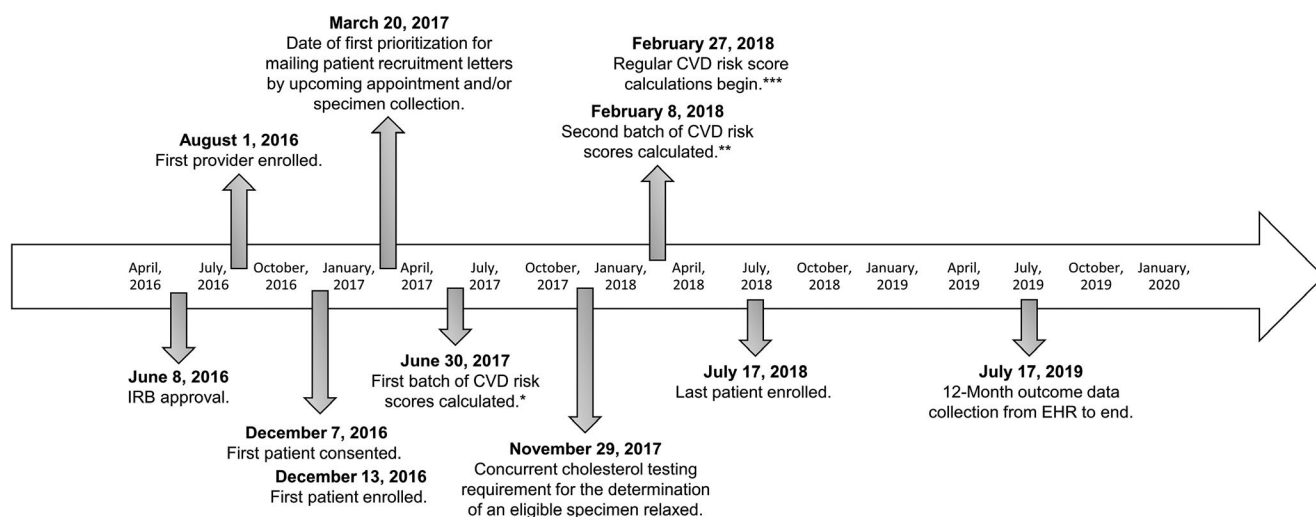 March 20, 2017
Date of first prioritization for
mailing patient recruitment letters
by upcoming appointment and/or
specimen collection.
February 27, 2018
Regular CVD risk score
calculations begin.***
February 8, 2018
Second batch of CVD risk
scores calculated.**
August 1, 2016
First provider enrolled.
April,
2016
July,
2016
October,
2016
January,
2017
April,
2017
July,
2017
October,
2017
January,
2018
April,
2018
July,
2018
October,
2018
January,
2019
April,
2019
July,
2019
October,
2019
January,
2020
June 8, 2016
IRB approval.
December 7, 2016
First patient consented.
December 13, 2016
First patient enrolled.
June 30, 2017
First batch of CVD risk
scores calculated.*
November 29, 2017
Concurrent cholesterol testing
requirement for the determination
of an eligible specimen relaxed.
July 17, 2018
Last patient enrolled.
July 17, 2019
12-Month outcome data
collection from EHR to end.